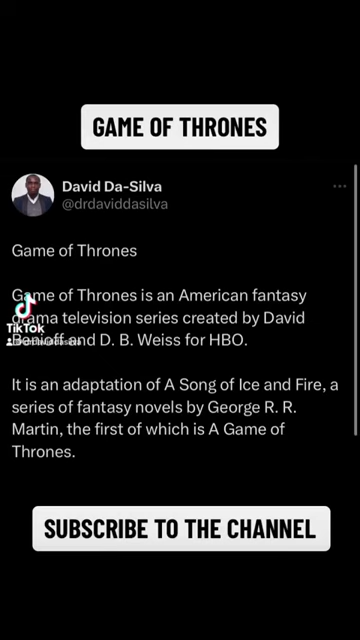 GAME OF THRONES
David Da-Silva
@drdaviddasilva
Game of Thrones
Game of Thrones is an American fantasy
drama television series created by David
Benioff and D. B. Weiss for HBO.
TikTok
It is an adaptation of A Song of Ice and Fire, a
series of fantasy novels by George R. R.
Martin, the first of which is A Game of
Thrones.
SUBSCRIBE TO THE CHANNEL